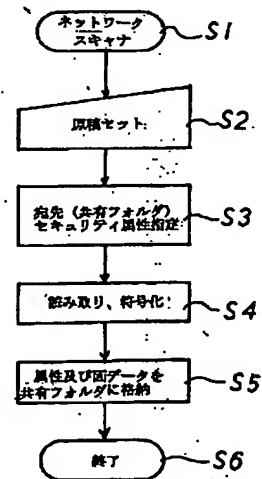 ネットワーク
スキャナ
S1
原稿セット
S2
宛先（共有フォルダ）
セキュリティ属性指定
S3
読み取り、符号化
S4
属性及び画データを
共有フォルダに格納
S5
終了
S6